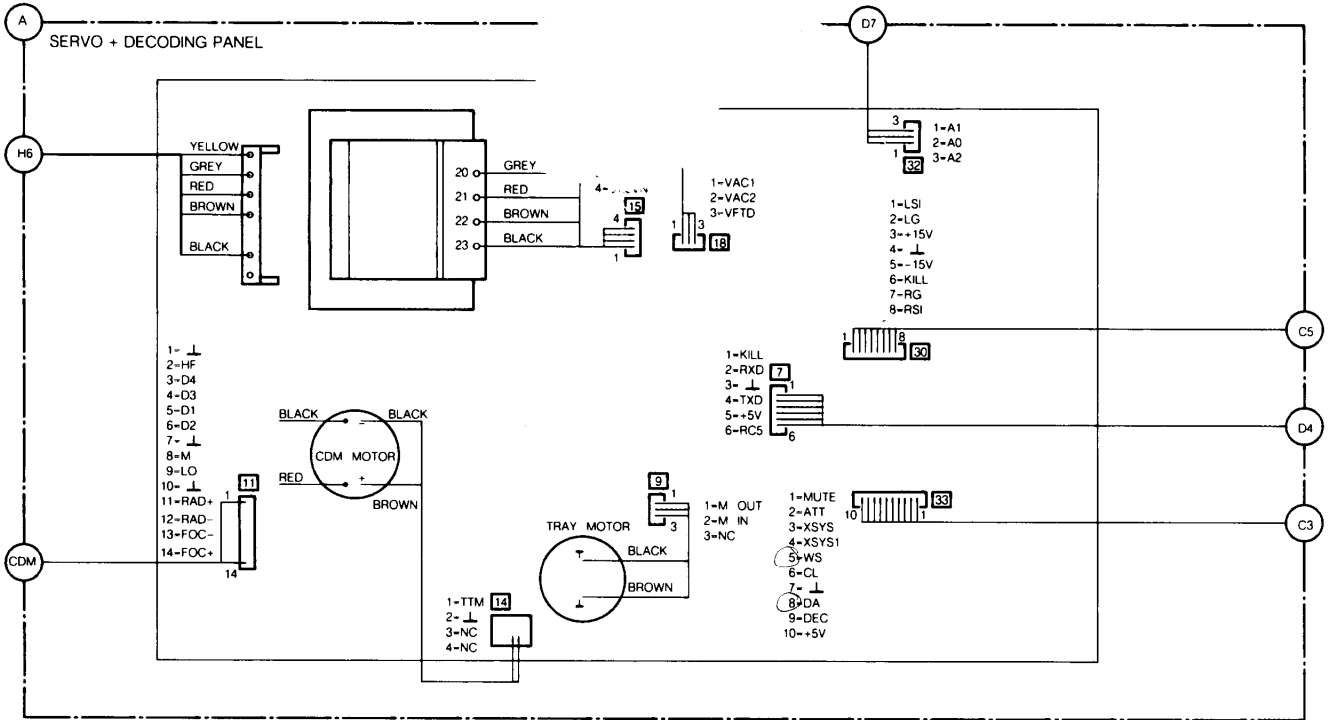 A
D7
SERVO + DECODING PANEL
H6
YELLOW
GREY
RED
BROWN
BLACK
20
GREY
21
RED
22
BROWN
23
BLACK
4-
15
4
1
1-VAC1
2-VAC2
3-VFTD
1
3
18
3
1
1-A1
2-A0
3-A2
32
1-LSI
2-LG
3-+15V
4-⊥
5--15V
6-KILL
7-RG
8-RSI
1
8
30
C5
1-⊥
2-HF
3-D4
4-D3
5-D1
6-D2
7-⊥
8-M
9-LO
10-⊥
11-RAD+
12-RAD-
13-FOC-
14-FOC+
11
1
14
CDM
BLACK
BLACK
-
CDM MOTOR
RED
+
BROWN
1-KILL
2-RXD
3-⊥
4-TXD
5-+5V
6-RC5
7
1
6
D4
9
1
3
1-M OUT
2-M IN
3-NC
TRAY MOTOR
BLACK
BROWN
1-MUTE
2-ATT
3-XSYS
4-XSYS1
5-WS
6-CL
7-⊥
8-DA
9-DEC
10-+5V
10
1
33
C3
1-TTM
2-⊥
3-NC
4-NC
14